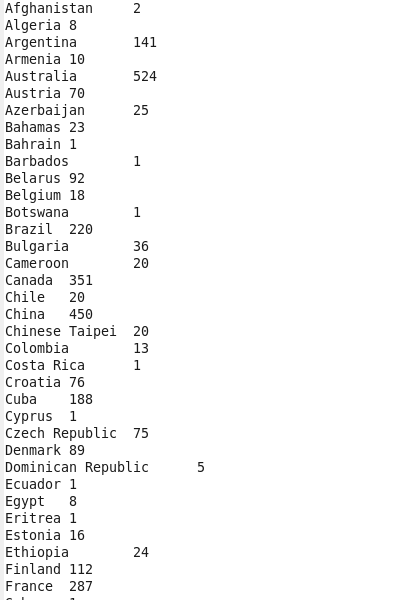 Afghanistan	2
Algeria	8
Argentina	141
Armenia	10
Australia	524
Austria	70
Azerbaijan	25
Bahamas	23
Bahrain	1
Barbados	1
Belarus	92
Belgium	18
Botswana	1
Brazil	220
Bulgaria	36
Cameroon	20
Canada	351
Chile	20
China	450
Chinese Taipei	20
Colombia	13
Costa Rica	1
Croatia	76
Cuba	188
Cyprus	1
Czech Republic	75
Denmark	89
Dominican Republic	5
Ecuador	1
Egypt	8
Eritrea	1
Estonia	16
Ethiopia	24
Finland	112
France	287